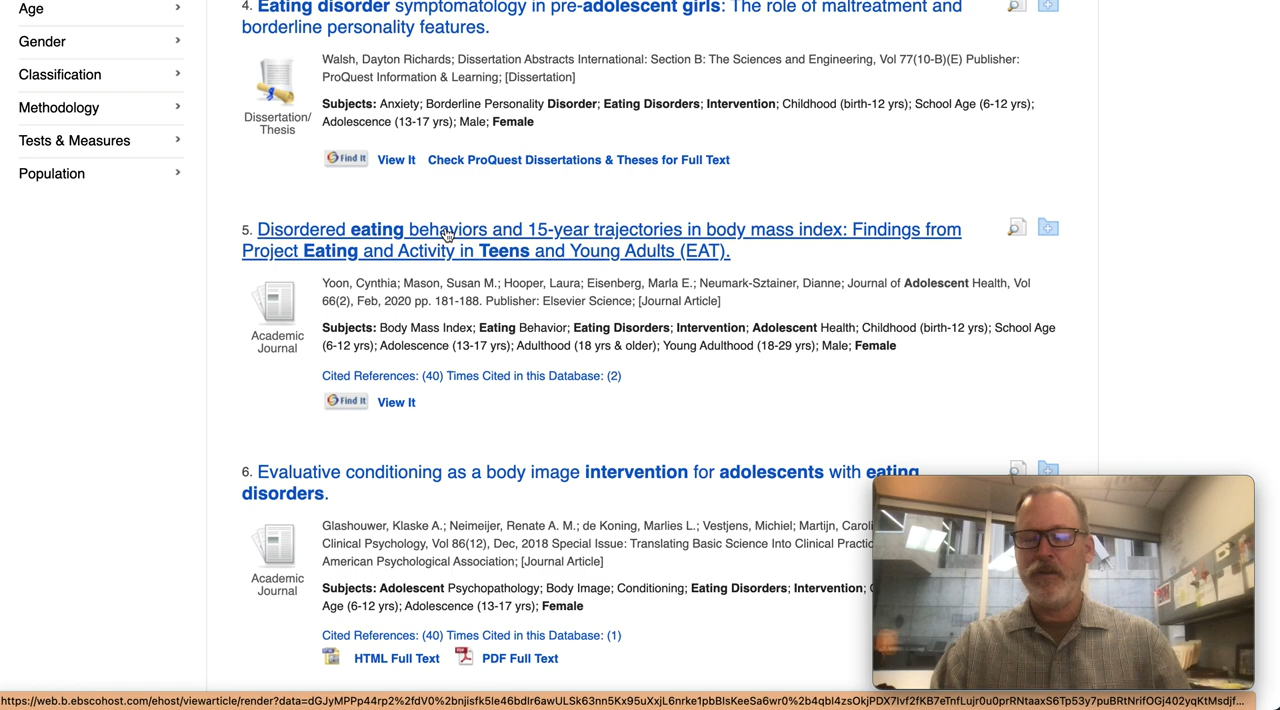 Age
Gender
Classification
Methodology
Tests & Measures
Population
4. Eating disorder symptomatology in pre-adolescent girls: The role of maltreatment and
borderline personality features.
Dissertation/
Thesis
Walsh, Dayton Richards; Dissertation Abstracts International: Section B: The Sciences and Engineering, Vol 77(10-B)(E) Publisher:
ProQuest Information & Learning; [Dissertation]
Subjects: Anxiety; Borderline Personality Disorder; Eating Disorders; Intervention; Childhood (birth-12 yrs); School Age (6-12 yrs);
Adolescence (13-17 yrs); Male; Female
Find It View It Check ProQuest Dissertations & Theses for Full Text
5. Disordered eating behaviors and 15-year trajectories in body mass index: Findings from
Project Eating and Activity in Teens and Young Adults (EAT).
Academic
Journal
Yoon, Cynthia; Mason, Susan M.; Hooper, Laura; Eisenberg, Marla E.; Neumark-Sztainer, Dianne; Journal of Adolescent Health, Vol
66(2), Feb, 2020 pp. 181-188. Publisher: Elsevier Science; [Journal Article]
Subjects: Body Mass Index; Eating Behavior; Eating Disorders; Intervention; Adolescent Health; Childhood (birth-12 yrs); School Age
(6-12 yrs); Adolescence (13-17 yrs); Adulthood (18 yrs & older); Young Adulthood (18-29 yrs); Male; Female
Cited References: (40) Times Cited in this Database: (2)
Find It View It
6. Evaluative conditioning as a body image intervention for adolescents with eating
disorders.
Academic
Journal
Glashouwer, Klaske A.; Neimeijer, Renate A. M.; de Koning, Marlies L.; Vestjens, Michiel; Martijn, Caroli
Clinical Psychology, Vol 86(12), Dec, 2018 Special Issue: Translating Basic Science Into Clinical Practic
American Psychological Association; [Journal Article]
Subjects: Adolescent Psychopathology; Body Image; Conditioning; Eating Disorders; Intervention;
Age (6-12 yrs); Adolescence (13-17 yrs); Female
Cited References: (40) Times Cited in this Database: (1)
HTML Full Text PDF Full Text